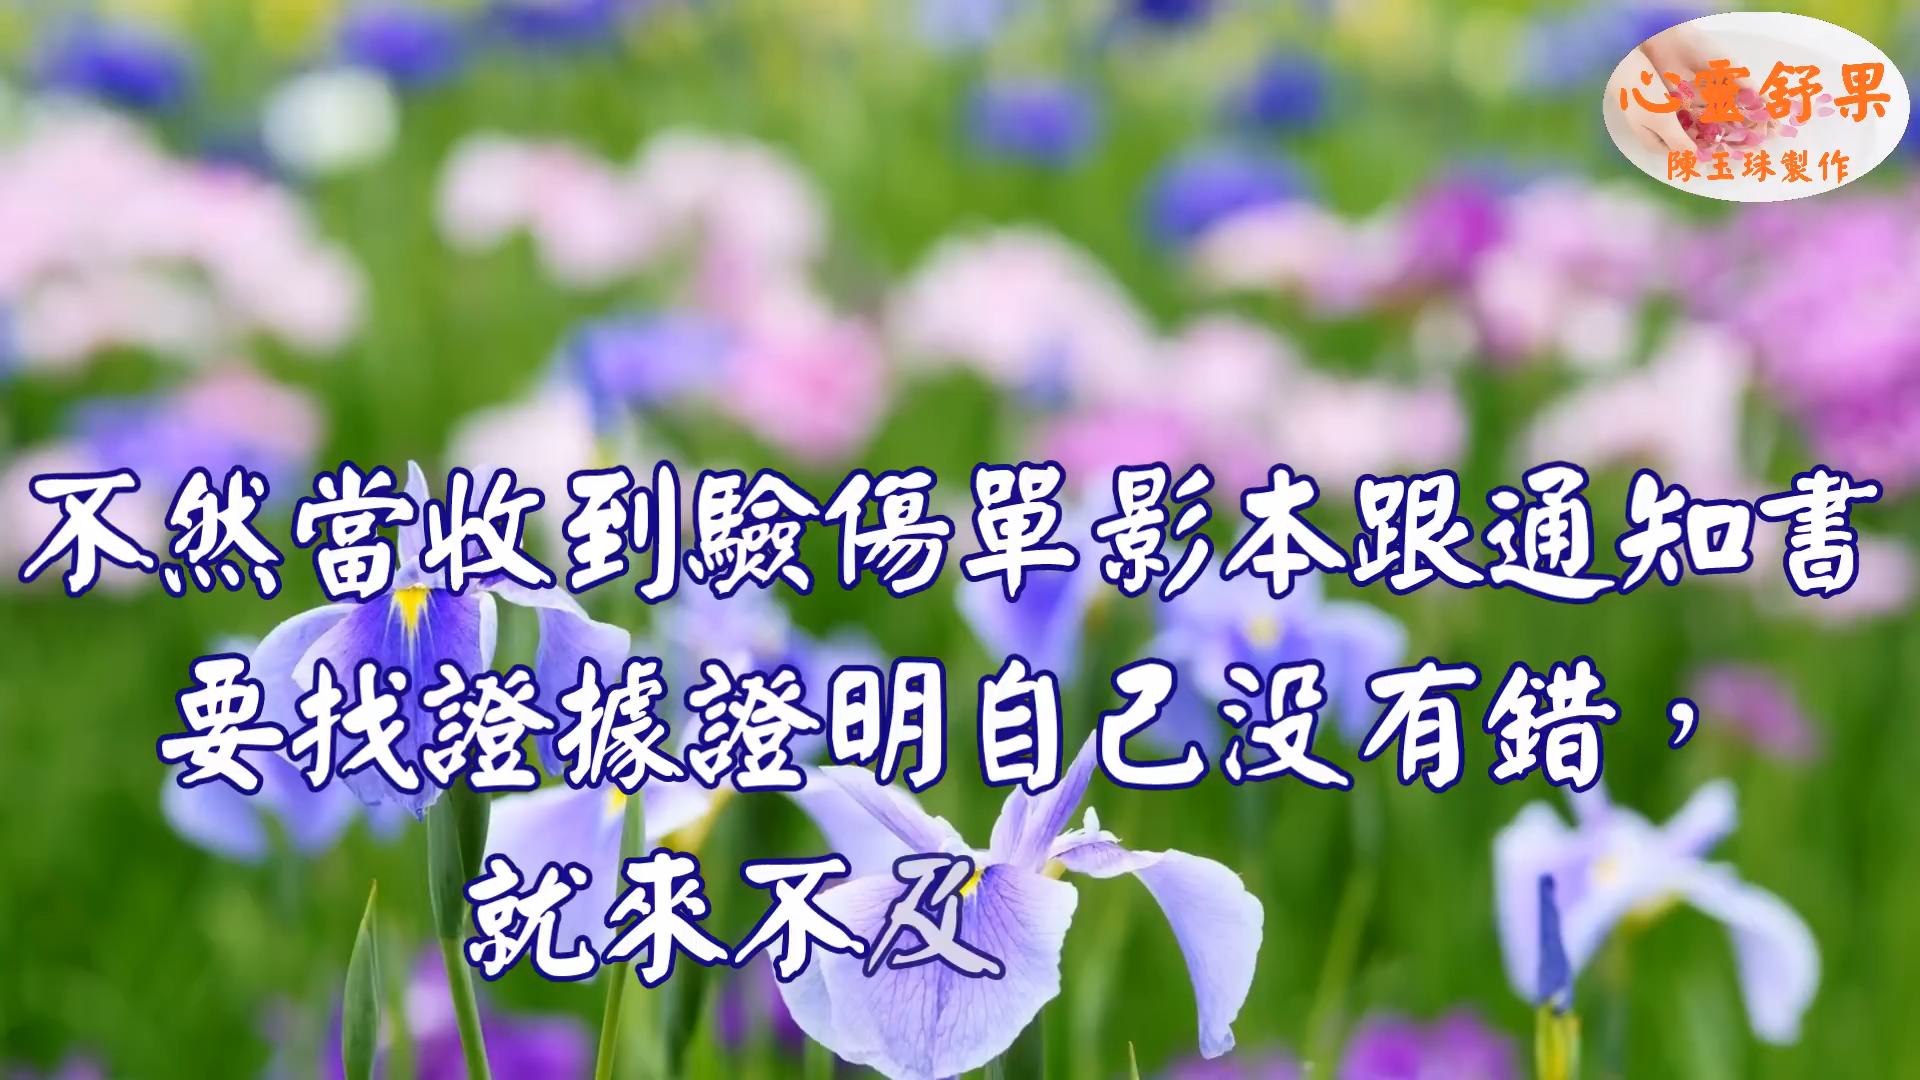 心靈舒果
陳玉珠製作
不然當收到驗傷單影本跟通知書
要找證據證明自己没有錯，
就來不及